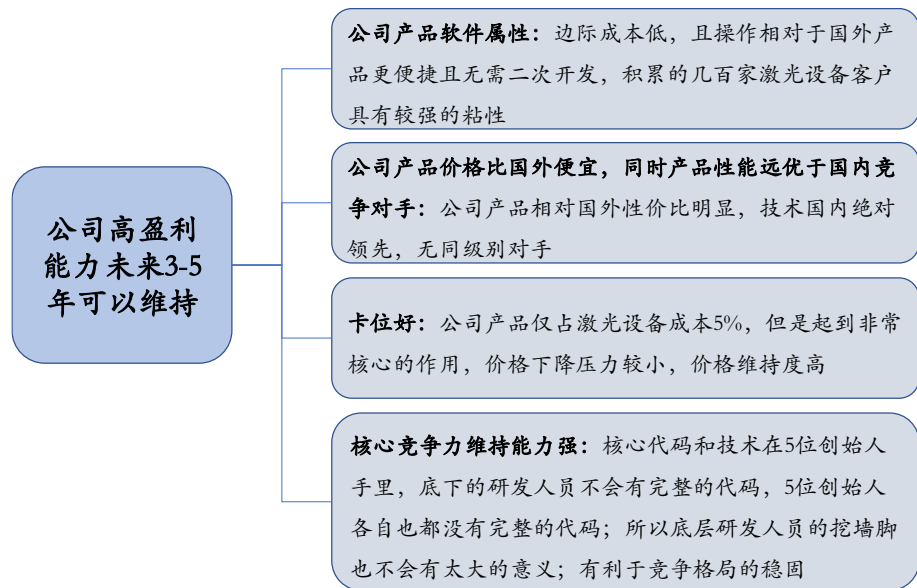 公司高盈利
能力未来3-5
年可以维持
公司产品软件属性：边际成本低，且操作相对于国外产
品更便捷且无需二次开发，积累的几百家激光设备客户
具有较强的粘性
公司产品价格比国外便宜，同时产品性能远优于国内竞
争对手：公司产品相对国外性价比明显，技术国内绝对
领先，无同级别对手
卡位好：公司产品仅占激光设备成本5%，但是起到非常
核心的作用，价格下降压力较小，价格维持度高
核心竞争力维持能力强：核心代码和技术在5位创始人
手里，底下的研发人员不会有完整的代码，5位创始人
各自也都没有完整的代码；所以底层研发人员的挖墙脚
也不会有太大的意义；有利于竞争格局的稳固